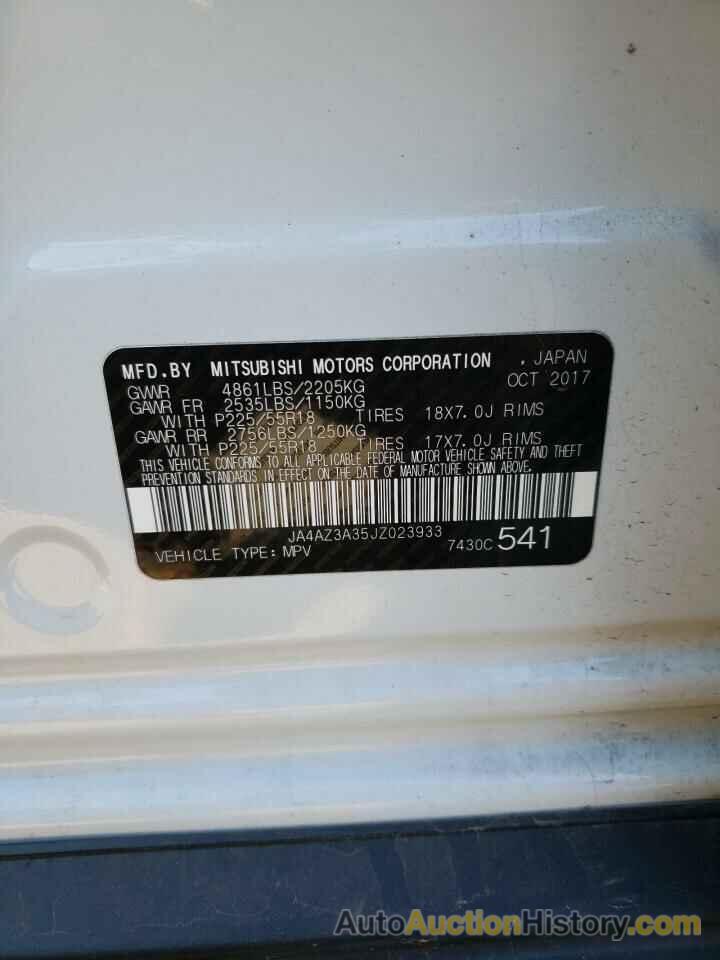 MFD.BY MITSUBISHI MOTORS CORPORATION . JAPAN
GWWR 4861LBS/2205KG OCT 2017
GAWR FR 2535LBS/1150KG
WITH P225/55R18 TIRES 18X7.0J RIMS
GAWR RR 2756LBS/1250KG
WITH P225/55R18 TIRES 17X7.0J RIMS
THIS VEHICLE CONFORMS TO ALL APPLICABLE FEDERAL MOTOR VEHICLE SAFETY AND THEFT
PREVENTION STANDARDS IN EFFECT ON THE DATE OF MANUFACTURE SHOWN ABOVE.
JA4AZ3A35JZ023933
VEHICLE TYPE: MPV 7430C 541
AutoAuctionHistory.com